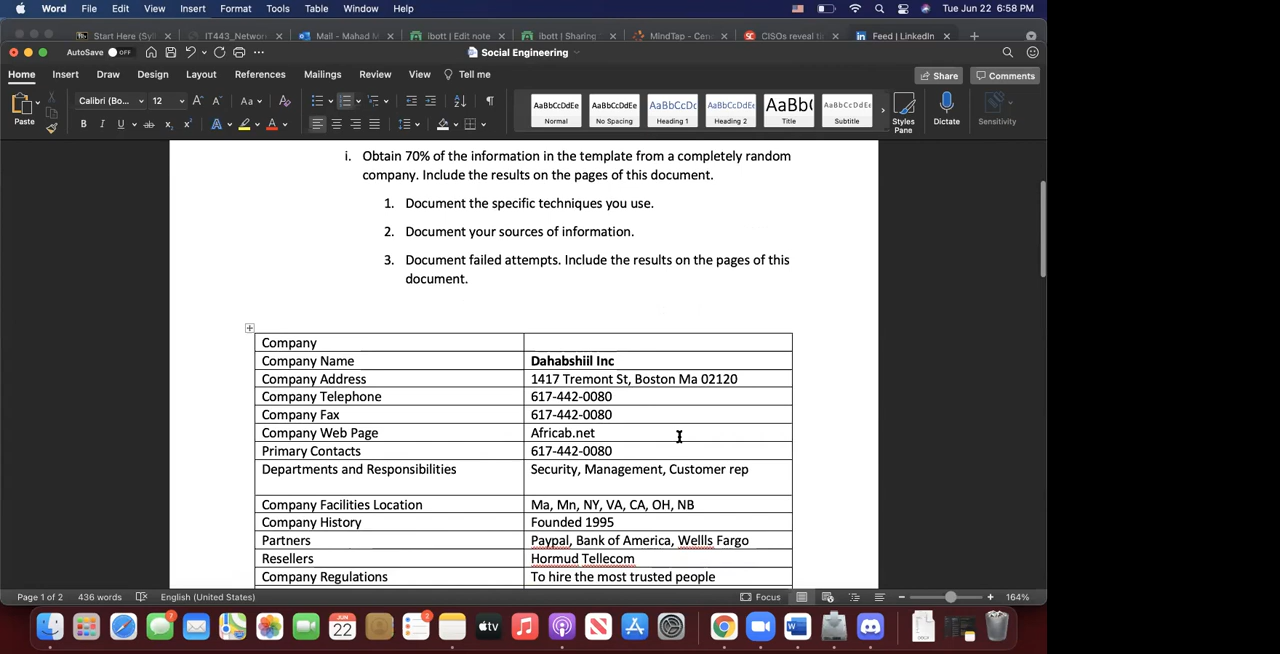 Word File Edit View Insert Format Tools Table Window Help Tue Jun 22 6:58 PM
Start Here (Syl IT443_Network Mail - Mahad M ibott | Edit note ibott | Sharing MindTap - Cen CISOs reveal ti Feed | LinkedIn
AutoSave OFF Social Engineering
Home Insert Draw Design Layout References Mailings Review View Tell me Share Comments
Paste Calibri (Bo... 12 Aa
AaBbCcDdEe AaBbCcDdEe AaBbCcDc AaBbCcDdEe AaBb( AaBbCcDdEe
Normal No Spacing Heading 1 Heading 2 Title Subtitle Styles Pane Dictate Sensitivity
i. Obtain 70% of the information in the template from a completely random
company. Include the results on the pages of this document.
1. Document the specific techniques you use.
2. Document your sources of information.
3. Document failed attempts. Include the results on the pages of this
document.
Company
Company Name Dahabshiil Inc
Company Address 1417 Tremont St, Boston Ma 02120
Company Telephone 617-442-0080
Company Fax 617-442-0080
Company Web Page Africab.net
Primary Contacts 617-442-0080
Departments and Responsibilities Security, Management, Customer rep
Company Facilities Location Ma, Mn, NY, VA, CA, OH, NB
Company History Founded 1995
Partners Paypal, Bank of America, Wellls Fargo
Resellers Hormud Tellecom
Company Regulations To hire the most trusted people
Page 1 of 2 436 words English (United States) Focus 164%
JUN
22
tv